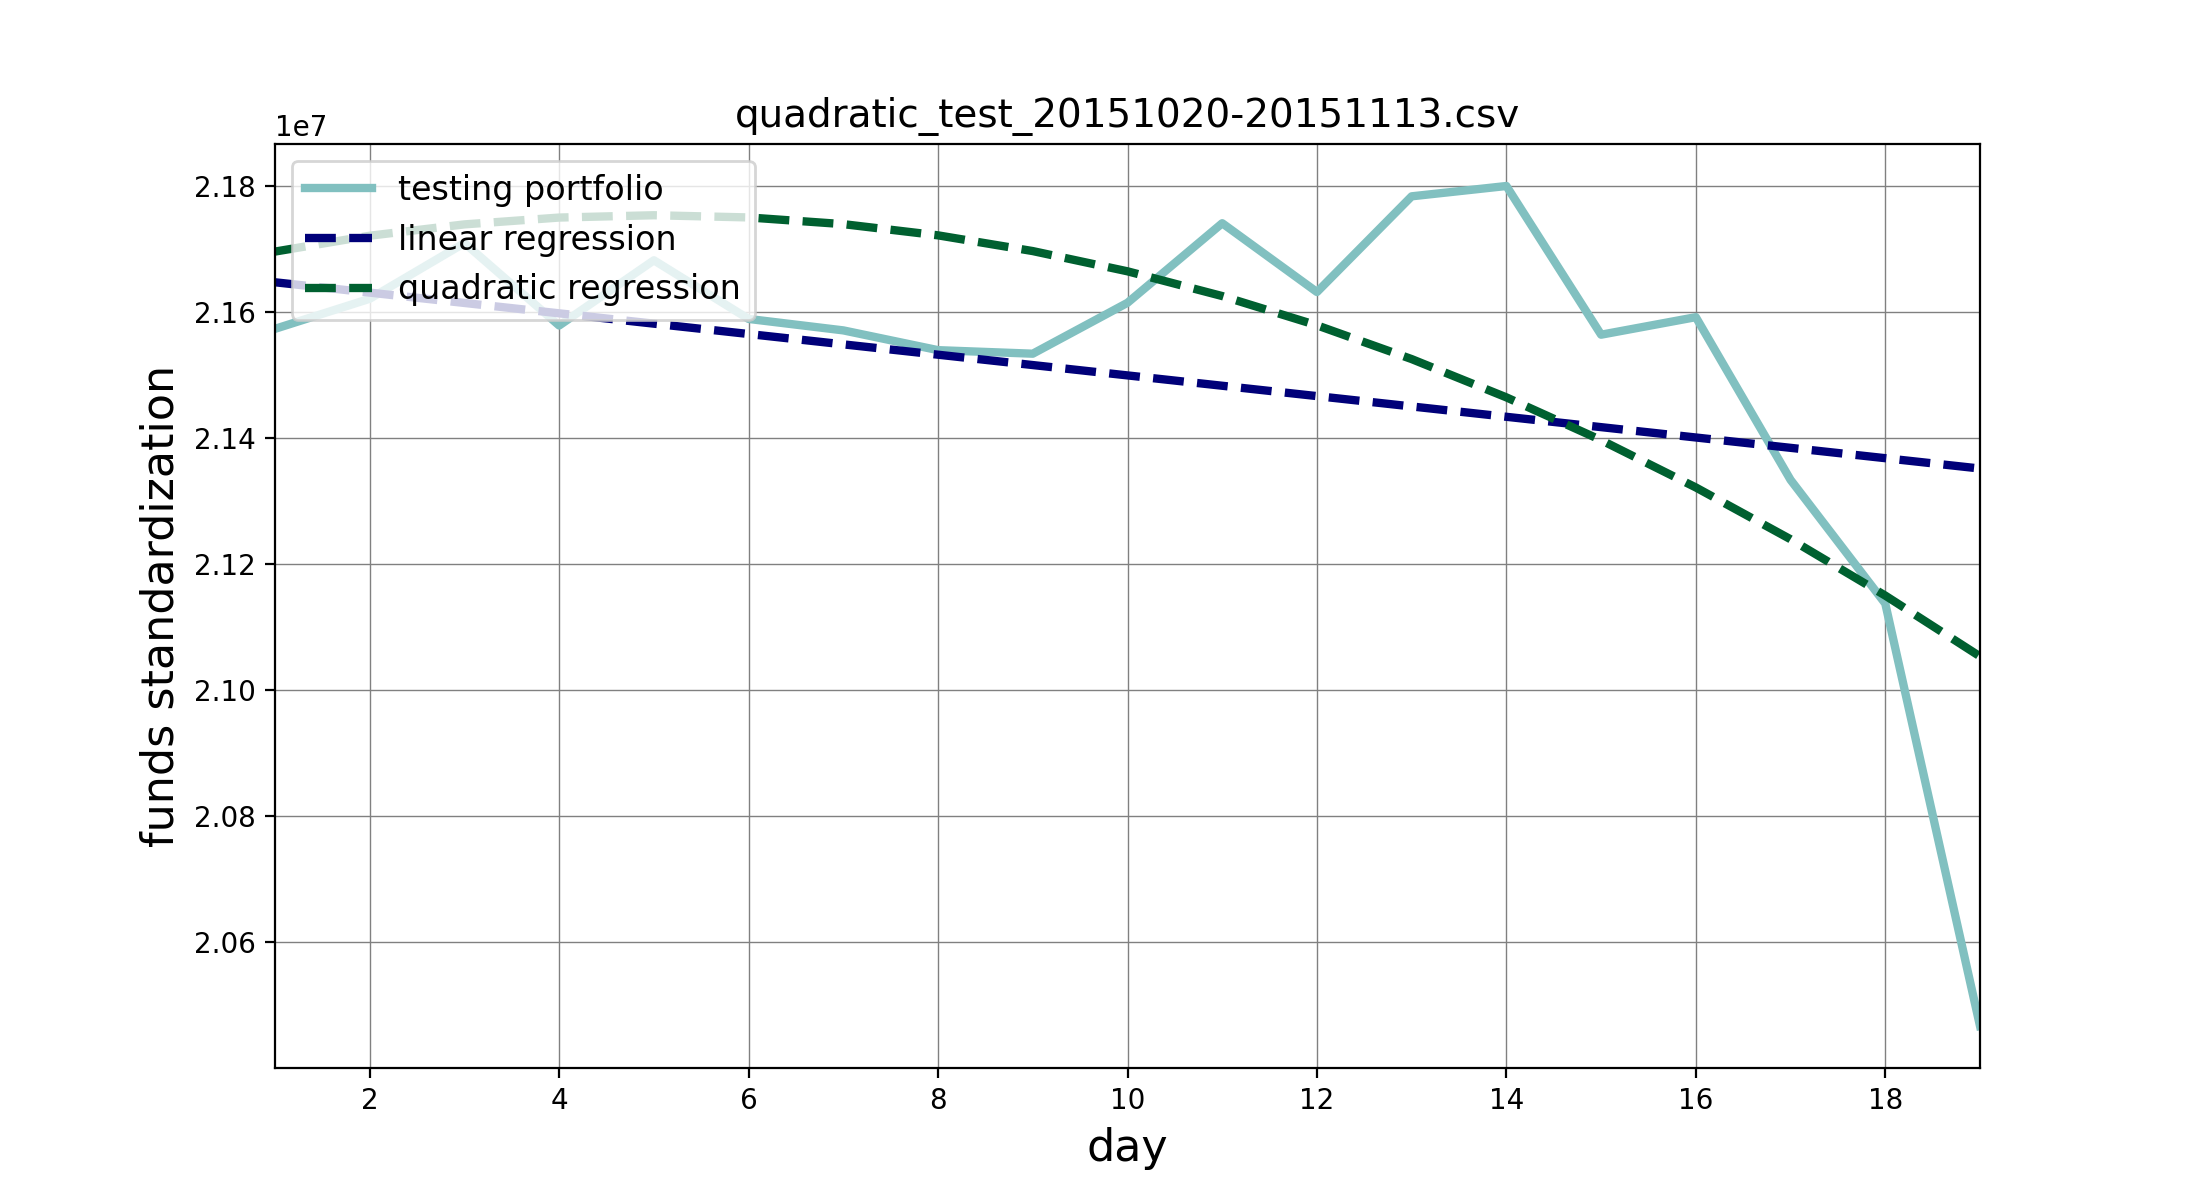 quadratic_test_20151020-20151113.csv
1e7
testing portfolio
linear regression
quadratic regression
2.18
2.16
2.14
2.12
2.10
2.08
2.06
funds standardization
2 4 6 8 10 12 14 16 18
day